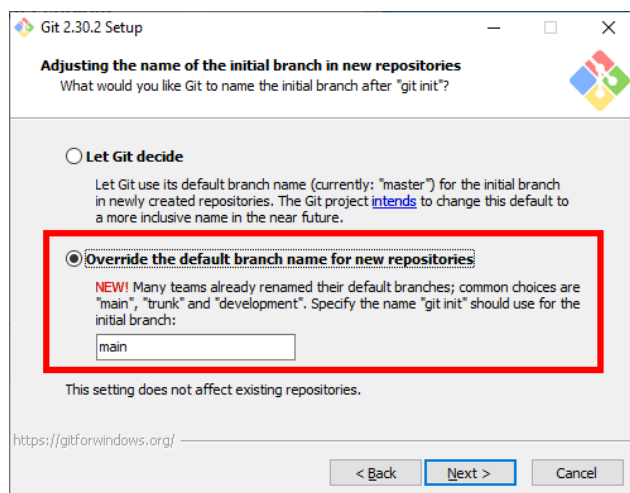 Git 2.30.2 Setup
Adjusting the name of the initial branch in new repositories
What would you like Git to name the initial branch after "git init"?
Let Git decide
Let Git use its default branch name (currently: "master") for the initial branch
in newly created repositories. The Git project intends to change this default to
a more inclusive name in the near future.
Override the default branch name for new repositories
NEW! Many teams already renamed their default branches; common choices are
"main", "trunk" and "development". Specify the name "git init" should use for the
initial branch:
main
This setting does not affect existing repositories.
https://gitforwindows.org/
< Back
Next >
Cancel